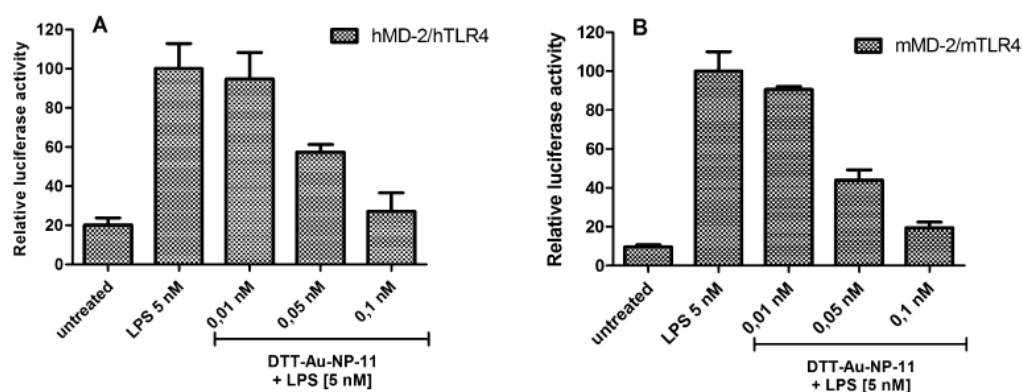 A
hMD-2/hTLR4
Relative luciferase activity
120
100
80
60
40
20
0
untreated
LPS 5 nM
0,01 nM
0,05 nM
0,1 nM
DTT-Au-NP-11
+ LPS [5 nM]
B
mMD-2/mTLR4
Relative luciferase activity
120
100
80
60
40
20
0
untreated
LPS 5 nM
0,01 nM
0,05 nM
0,1 nM
DTT-Au-NP-11
+ LPS [5 nM]